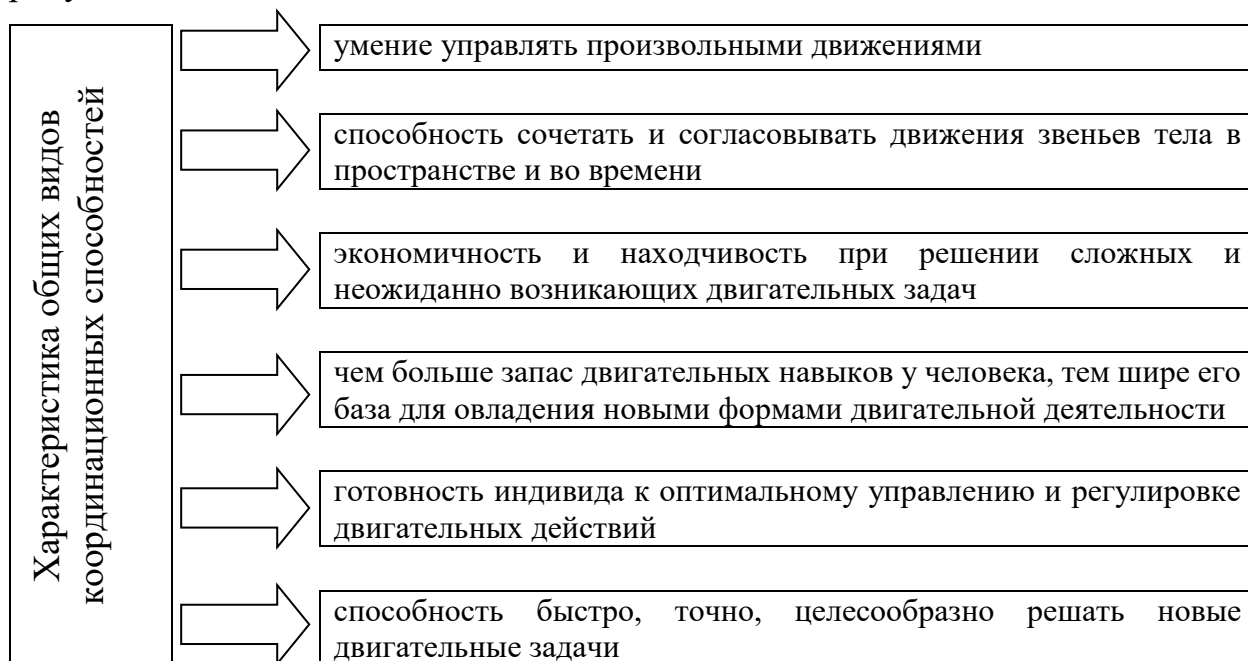 Характеристика общих видов
координационных способностей
умение управлять произвольными движениями
способность сочетать и согласовывать движения звеньев тела в
пространстве и во времени
экономичность и находчивость при решении сложных и
неожиданно возникающих двигательных задач
чем больше запас двигательных навыков у человека, тем шире его
база для овладения новыми формами двигательной деятельности
готовность индивида к оптимальному управлению и регулировке
двигательных действий
способность быстро, точно, целесообразно решать новые
двигательные задачи